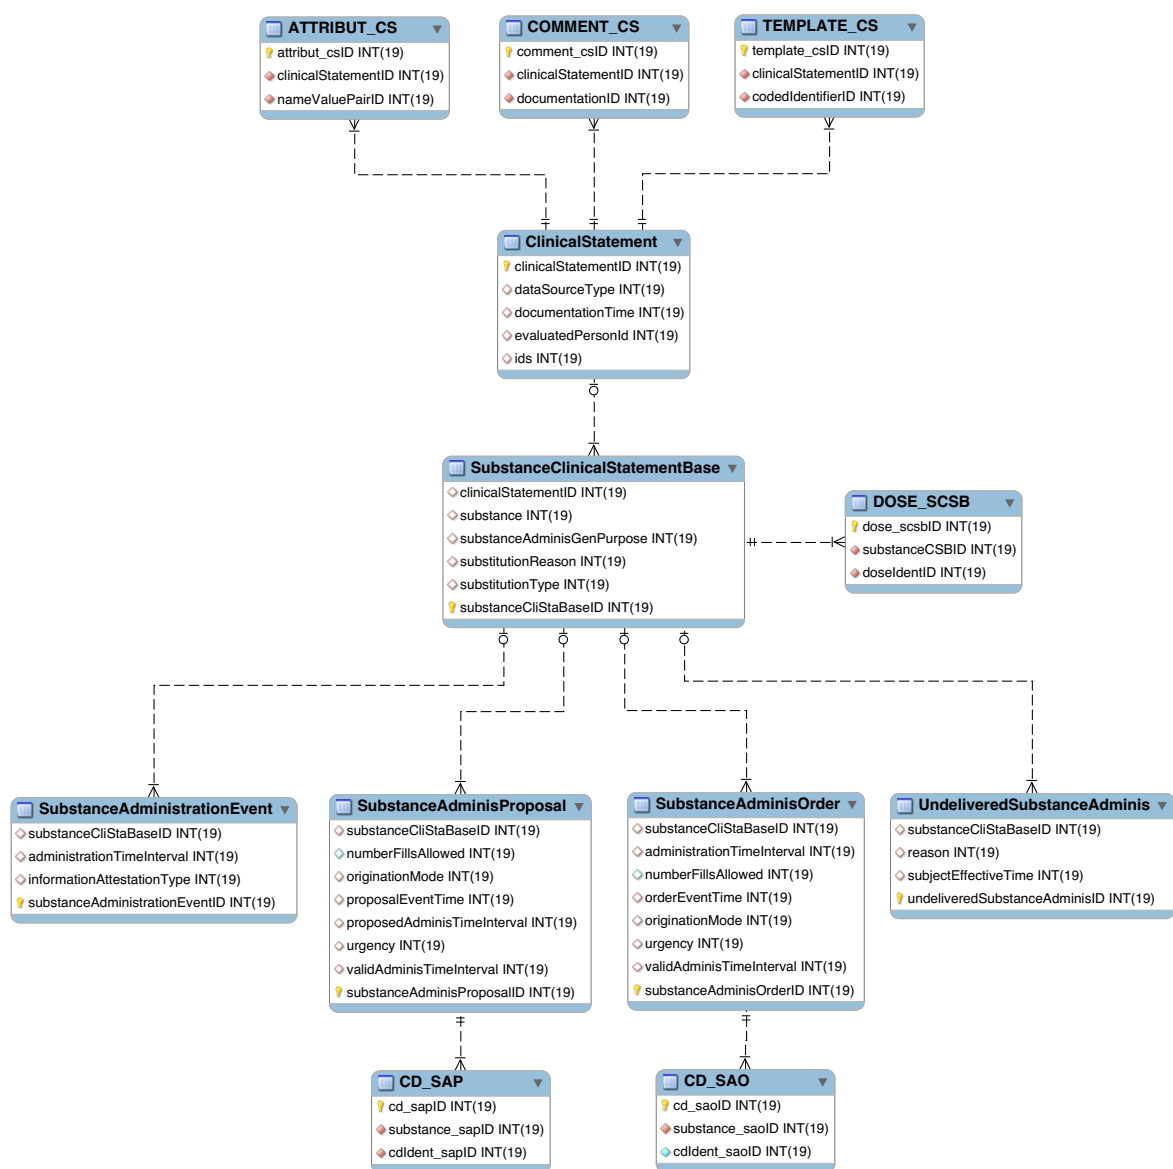 ATTRIBUT_CS
attribut_csID INT(19)
clinicalStatementID INT(19)
nameValuePairID INT(19)
COMMENT_CS
comment_csID INT(19)
clinicalStatementID INT(19)
documentationID INT(19)
TEMPLATE_CS
template_csID INT(19)
clinicalStatementID INT(19)
codedIdentifierID INT(19)
ClinicalStatement
clinicalStatementID INT(19)
dataSourceType INT(19)
documentationTime INT(19)
evaluatedPersonId INT(19)
ids INT(19)
SubstanceClinicalStatementBase
clinicalStatementID INT(19)
substance INT(19)
substanceAdminisGenPurpose INT(19)
substitutionReason INT(19)
substitutionType INT(19)
substanceCliStaBaseID INT(19)
DOSE_SCSB
dose_scsbID INT(19)
substanceCSBID INT(19)
doseIdentID INT(19)
SubstanceAdministrationEvent
substanceCliStaBaseID INT(19)
administrationTimeInterval INT(19)
informationAttestationType INT(19)
substanceAdministrationEventID INT(19)
SubstanceAdminisProposal
substanceCliStaBaseID INT(19)
numberFillsAllowed INT(19)
originationMode INT(19)
proposalEventTime INT(19)
proposedAdminisTimeInterval INT(19)
urgency INT(19)
validAdminisTimeInterval INT(19)
substanceAdminisProposalID INT(19)
SubstanceAdminisOrder
substanceCliStaBaseID INT(19)
administrationTimeInterval INT(19)
numberFillsAllowed INT(19)
orderEventTime INT(19)
originationMode INT(19)
urgency INT(19)
validAdminisTimeInterval INT(19)
substanceAdminisOrderID INT(19)
UndeliveredSubstanceAdminis
substanceCliStaBaseID INT(19)
reason INT(19)
subjectEffectiveTime INT(19)
undeliveredSubstanceAdminisID INT(19)
CD_SAP
cd_sapID INT(19)
substance_sapID INT(19)
cdIdent_sapID INT(19)
CD_SAO
cd_saoID INT(19)
substance_saoID INT(19)
cdIdent_saoID INT(19)